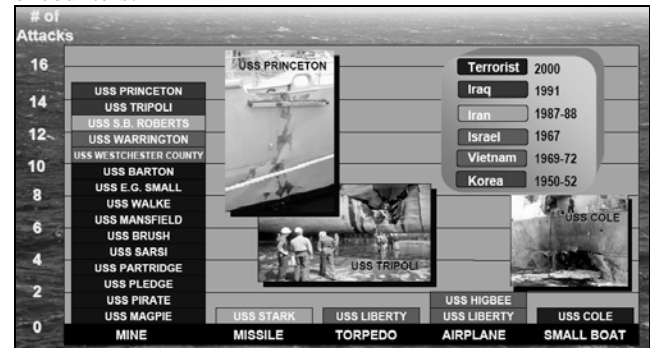 # of
Attacks
16
14
12
10
8
6
4
2
0
USS PRINCETON
USS TRIPOLI
USS S.B. ROBERTS
USS WARRINGTON
USS WESTCHESTER COUNTY
USS BARTON
USS E.G. SMALL
USS WALKE
USS MANSFIELD
USS BRUSH
USS SARSI
USS PARTRIDGE
USS PLEDGE
USS PIRATE
USS MAGPIE
MINE
USS STARK
MISSILE
USS LIBERTY
TORPEDO
USS HIGBEE
USS LIBERTY
AIRPLANE
USS COLE
SMALL BOAT
USS PRINCETON
USS TRIPOLI
USS COLE
Terrorist 2000
Iraq 1991
Iran 1987-88
Israel 1967
Vietnam 1969-72
Korea 1950-52